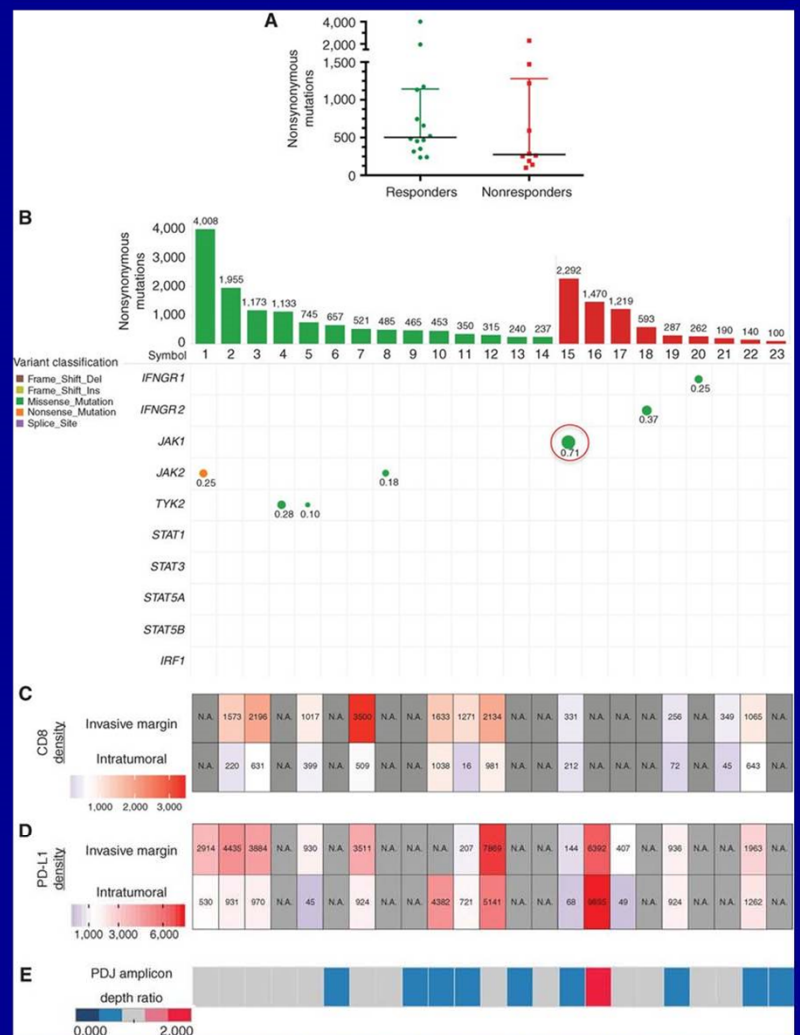 A
Nonsynonymous
mutations
4,000
2,000
1,500
1,000
500
0
Responders Nonresponders
B
Nonsynonymous
mutations
4,000
3,000
2,000
1,000
0
4,008 1,955 1,173 1,133 745 657 521 485 465 453 350 315 240 237 2,292 1,470 1,219 593 287 262 190 140 100
Symbol 1 2 3 4 5 6 7 8 9 10 11 12 13 14 15 16 17 18 19 20 21 22 23
Variant classification
Frame_Shift_Del
Frame_Shift_Ins
Missense_Mutation
Nonsense_Mutation
Splice_Site
IFNGR1
0.25
IFNGR2
0.37
JAK1
0.71
JAK2
0.25 0.18
TYK2
0.28 0.10
STAT1
STAT3
STAT5A
STAT5B
IRF1
C
CD8
density
Invasive margin
N.A. 1573 2196 N.A. 1017 N.A. 3500 N.A. N.A. 1633 1271 2134 N.A. N.A. 331 N.A. N.A. N.A. 256 N.A. 349 1065 N.A.
Intratumoral
N.A. 220 631 N.A. 399 N.A. 509 N.A. N.A. 1038 16 981 N.A. N.A. 212 N.A. N.A. N.A. 72 N.A. 45 643 N.A.
1,000 2,000 3,000
D
PD-L1
density
Invasive margin
2914 4435 3884 N.A. 930 N.A. 3511 N.A. N.A. N.A. 207 7869 N.A. N.A. 144 6392 407 N.A. 936 N.A. N.A. 1963 N.A.
Intratumoral
530 931 970 N.A. 45 N.A. 924 N.A. N.A. 4382 721 5141 N.A. N.A. 68 49 N.A. 924 N.A. N.A. 1262 N.A.
1,000 3,000 6,000
E
PDJ amplicon
depth ratio
0.000 2.000